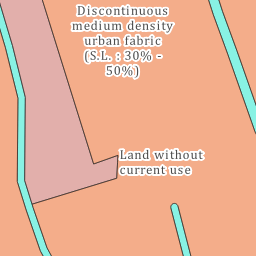 Discontinuous
medium density
urban fabric
(S.L. : 30% -
50%)
Land without
current use